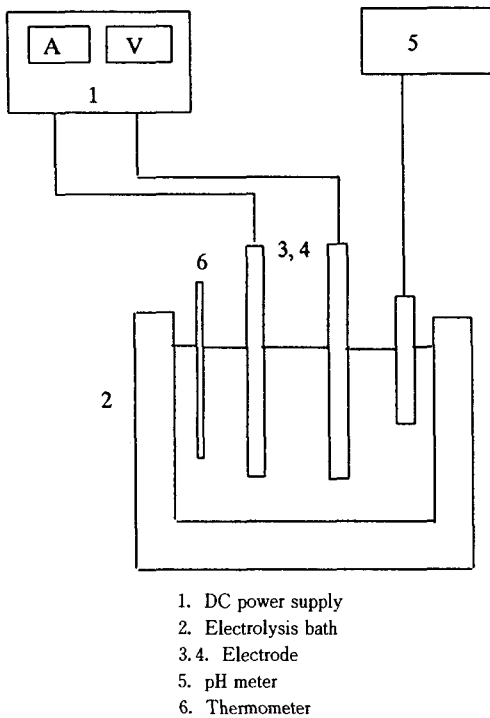 A V
1
5
3, 4
6
2
1. DC power supply
2. Electrolysis bath
3. 4. Electrode
5. pH meter
6. Thermometer